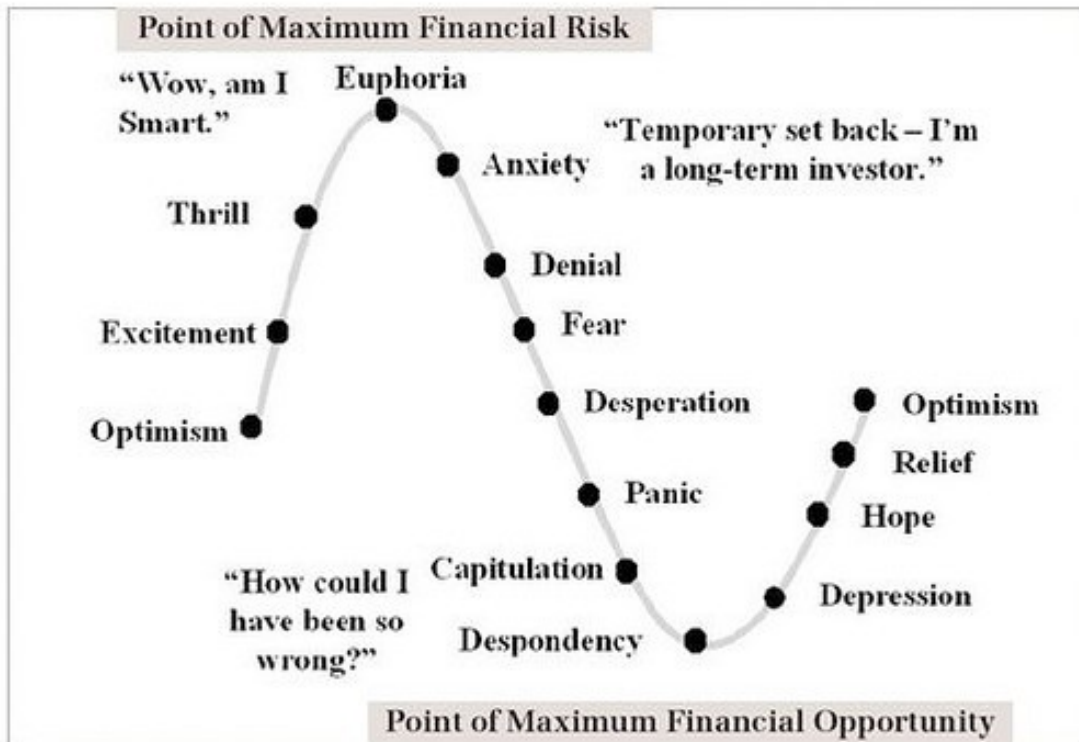 Point of Maximum Financial Risk
“Wow, am I
Smart.”
Euphoria
“Temporary set back – I’m
a long-term investor.”
Anxiety
Thrill
Denial
Excitement
Fear
Optimism
Desperation
Optimism
Relief
Panic
Hope
“How could I
have been so
wrong?”
Capitulation
Depression
Despondency
Point of Maximum Financial Opportunity